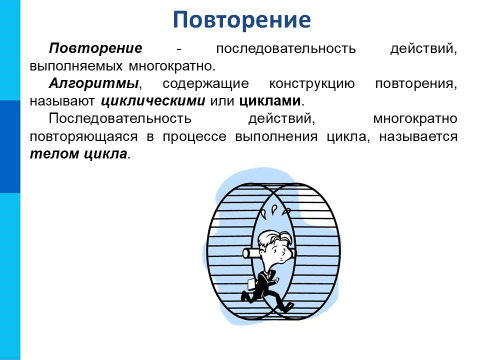 Повторение
Повторение - последовательность действий,
выполняемых многократно.
Алгоритмы, содержащие конструкцию повторения,
называют циклическими или циклами.
Последовательность действий, многократно
повторяющаяся в процессе выполнения цикла, называется
телом цикла.